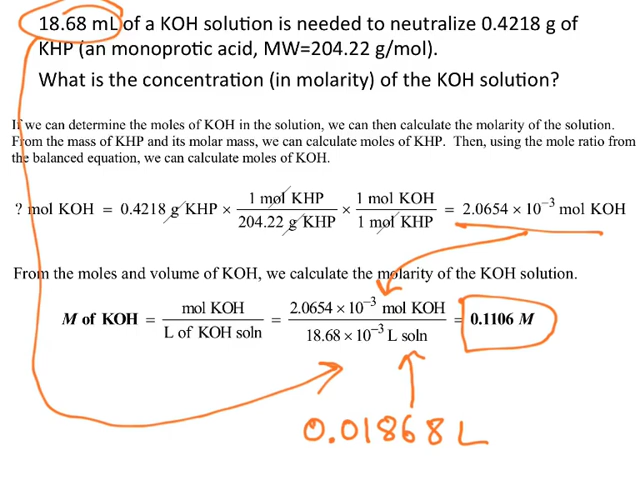 18.68 mL of a KOH solution is needed to neutralize 0.4218 g of
KHP (an monoprotic acid, MW=204.22 g/mol).
What is the concentration (in molarity) of the KOH solution?
If we can determine the moles of KOH in the solution, we can then calculate the molarity of the solution.
From the mass of KHP and its molar mass, we can calculate moles of KHP. Then, using the mole ratio from
the balanced equation, we can calculate moles of KOH.
? mol KOH = 0.4218 g KHP × 1 mol KHP / 204.22 g KHP × 1 mol KOH / 1 mol KHP = 2.0654 × 10⁻³ mol KOH
From the moles and volume of KOH, we calculate the molarity of the KOH solution.
M of KOH = mol KOH / L of KOH soln = 2.0654 × 10⁻³ mol KOH / 18.68 × 10⁻³ L soln = 0.1106 M
0.01868 L